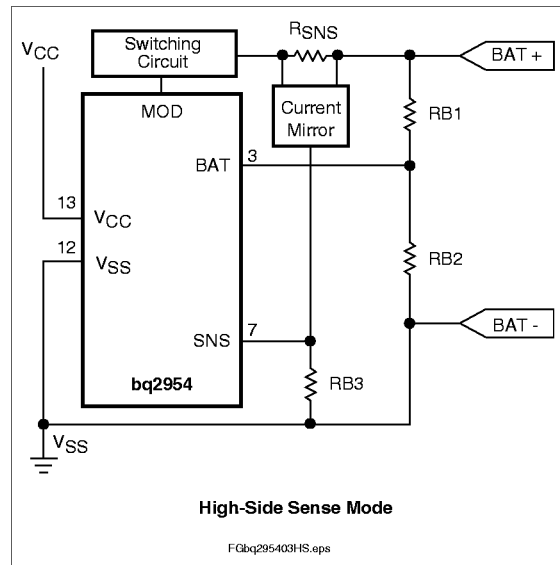 RSNS
Switching
Circuit
VCC
BAT +
MOD
Current
Mirror
RB1
BAT
3
13
VCC
12
VSS
RB2
BAT -
SNS
7
bq2954
RB3
VSS
High-Side Sense Mode
FGbq295403HS.eps